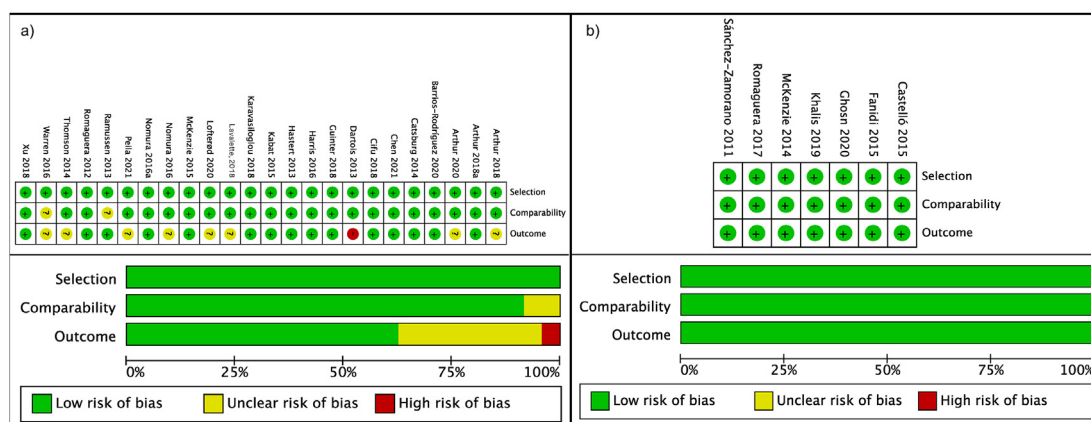 a)
Xu 2018
Warren 2016
Thomson 2014
Romaguera 2012
Ramussen 2013
Peila 2021
Nomura 2016a
Nomura 2016
McKenzie 2015
Lofterød 2020
Lavalette, 2018
Karavasiloglou 2018
Kabat 2015
Hastert 2013
Harris 2016
Guinter 2018
Dartois 2013
Cifu 2018
Chen 2021
Catsburg 2014
Barrios-Rodríguez 2020
Arthur 2020
Arthur 2018a
Arthur 2018
+ + + + + + + + + + + + + + + + + + + + + + + + Selection
+ ? + + ? + + + + + + + + + + + + + + + + + + + Comparability
+ ? ? + + ? + ? + ? ? + + + + + - + + + + ? + ? Outcome
Selection
Comparability
Outcome
0% 25% 50% 75% 100%
Low risk of bias Unclear risk of bias High risk of bias
b)
Sánchez-Zamorano 2011
Romaguera 2017
McKenzie 2014
Khalis 2019
Ghosn 2020
Fanidi 2015
Castelló 2015
+ + + + + + + Selection
+ + + + + + + Comparability
+ + + + + + + Outcome
Selection
Comparability
Outcome
0% 25% 50% 75% 100%
Low risk of bias Unclear risk of bias High risk of bias